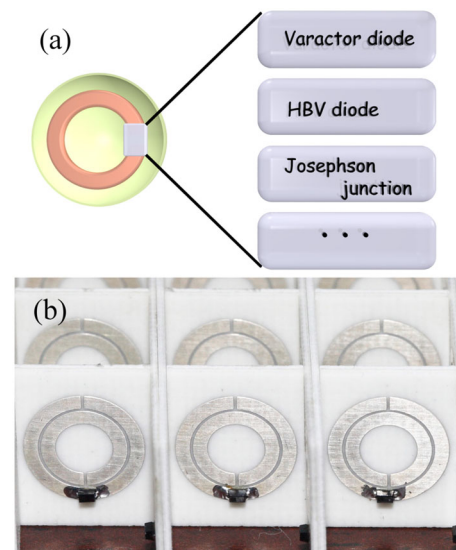 (a)
Varactor diode
HBV diode
Josephson
junction
...
(b)